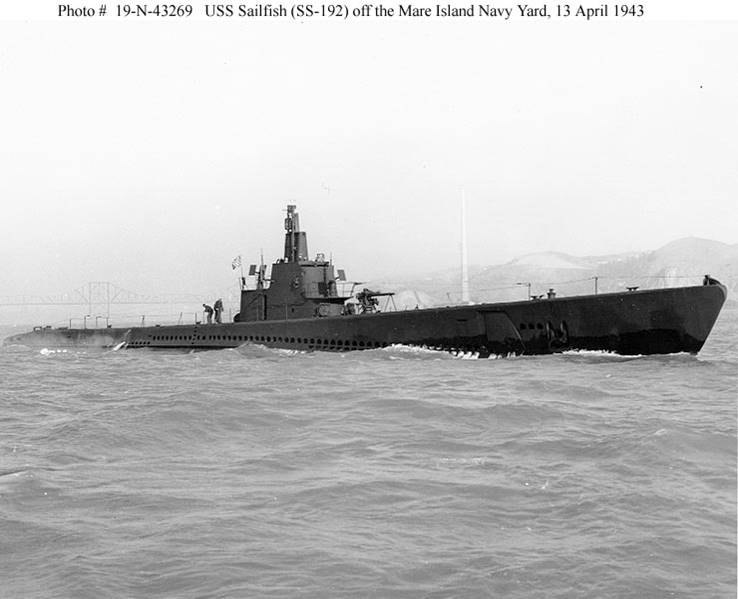 Photo # 19-N-43269 USS Sailfish (SS-192) off the Mare Island Navy Yard, 13 April 1943